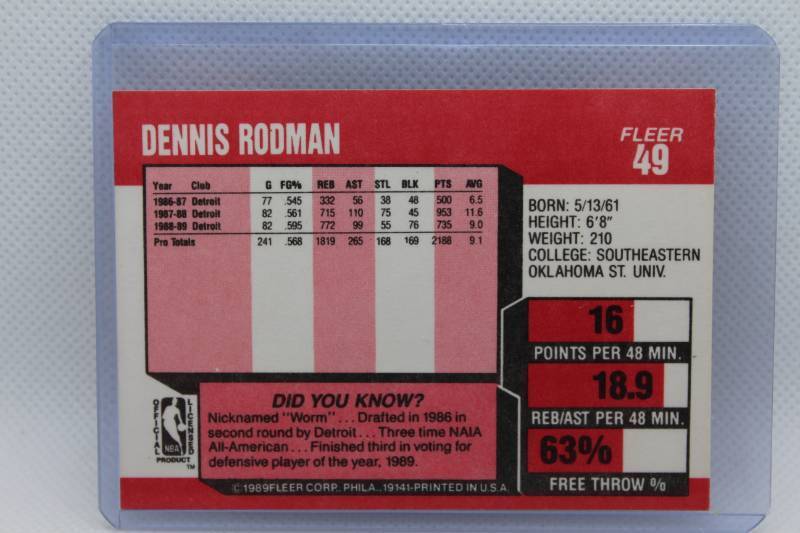 DENNIS RODMAN
FLEER
49
Year Club G FG% REB AST STL BLK PTS AVG
1986-87 Detroit 77 .545 332 56 38 48 500 6.5
1987-88 Detroit 82 .561 715 110 75 45 953 11.6
1988-89 Detroit 82 .595 772 99 55 76 735 9.0
Pro Totals 241 .568 1819 265 168 169 2188 9.1
BORN: 5/13/61
HEIGHT: 6'8"
WEIGHT: 210
COLLEGE: SOUTHEASTERN
OKLAHOMA ST. UNIV.
16
POINTS PER 48 MIN.
18.9
REB/AST PER 48 MIN.
63%
FREE THROW %
DID YOU KNOW?
Nicknamed "Worm"... Drafted in 1986 in
second round by Detroit... Three time NAIA
All-American... Finished third in voting for
defensive player of the year, 1989.
OFFICIAL
LICENSED
NBA
PRODUCT
TM
©1989FLEER CORP. PHILA., 19141-PRINTED IN U.S.A.